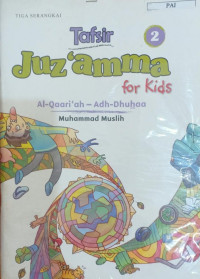 TIGA SERANGKAI
PAI
Tafsir
2
Juz'amma
for Kids
Al-Qaari'ah – Adh-Dhuhaa
Muhammad Muslih